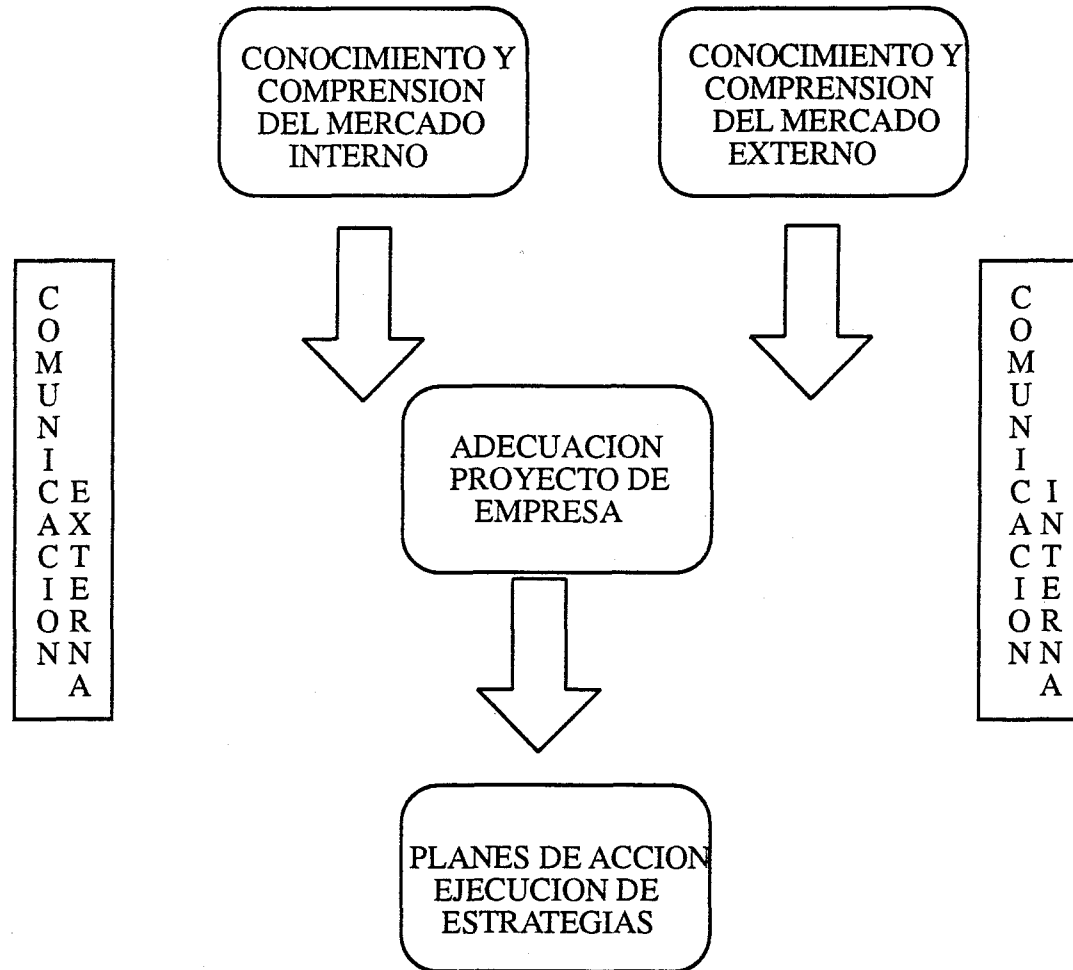 CONOCIMIENTO Y
COMPRENSION
DEL MERCADO
INTERNO
CONOCIMIENTO Y
COMPRENSION
DEL MERCADO
EXTERNO
COMUNICACION
EXTERNA
ADECUACION
PROYECTO DE
EMPRESA
COMUNICACION
INTERNA
PLANES DE ACCION
EJECUCION DE
ESTRATEGIAS